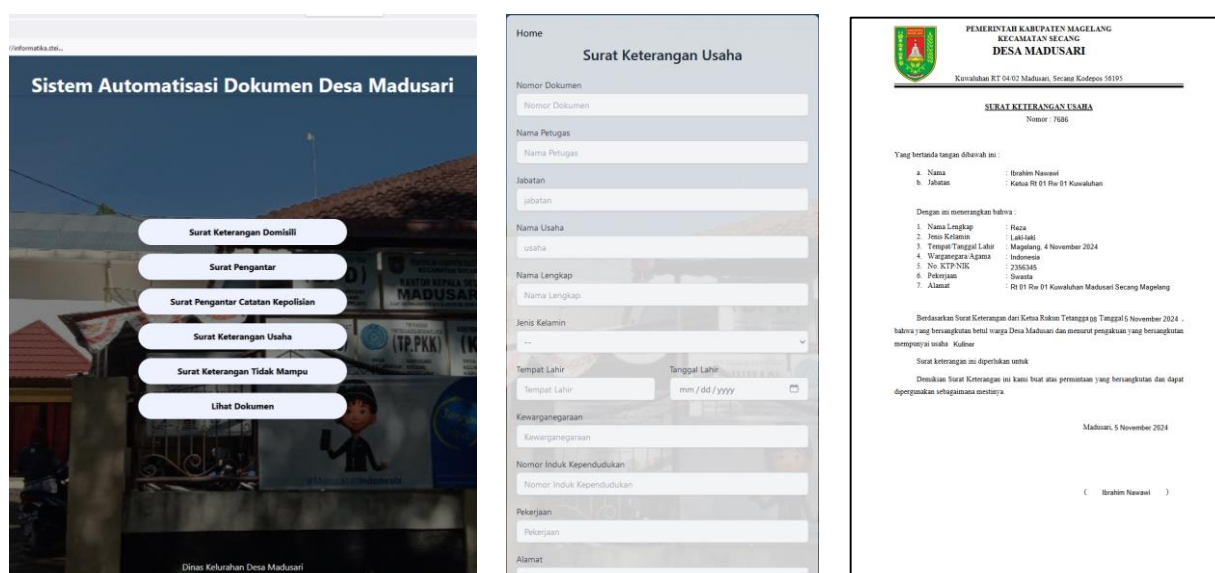 //informatika.stei...
Sistem Automatisasi Dokumen Desa Madusari
Surat Keterangan Domisili
Surat Pengantar
Surat Pengantar Catatan Kepolisian
KANTOR KEPALA DESA
MADUSARI
Surat Keterangan Usaha
(TP.PKK)
Surat Keterangan Tidak Mampu
Lihat Dokumen
Dinas Kelurahan Desa Madusari
Home
Surat Keterangan Usaha
Nomor Dokumen
Nomor Dokumen
Nama Petugas
Nama Petugas
Jabatan
jabatan
Nama Usaha
usaha
Nama Lengkap
Nama Lengkap
Jenis Kelamin
--
Tempat Lahir Tanggal Lahir
Tempat Lahir mm/dd/yyyy
Kewarganegaraan
Kewarganegaraan
Nomor Induk Kependudukan
Nomor Induk Kependudukan
Pekerjaan
Pekerjaan
Alamat
PEMERINTAH KABUPATEN MAGELANG
KECAMATAN SECANG
DESA MADUSARI
Kuwaluhan RT 04/02 Madusari, Secang Kodepos 56195
SURAT KETERANGAN USAHA
Nomor : 7686
Yang bertanda tangan dibawah ini :
a. Nama : Ibrahim Nawawi
b. Jabatan : Ketua Rt 01 Rw 01 Kuwaluhan
Dengan ini menerangkan bahwa :
1. Nama Lengkap : Reza
2. Jenis Kelamin : Laki-laki
3. Tempat/Tanggal Lahir : Magelang, 4 November 2024
4. Warganegara/Agama : Indonesia
5. No. KTP/NIK : 2356345
6. Pekerjaan : Swasta
7. Alamat : Rt 01 Rw 01 Kuwaluhan Madusari Secang Magelang
Berdasarkan Surat Keterangan dari Ketua Rukun Tetangga Tanggal 5 November 2024 ,
bahwa yang bersangkutan betul warga Desa Madusari dan menurut pengakuan yang bersangkutan
mempunyai usaha Kuliner
Surat keterangan ini diperlukan untuk
Demikian Surat Keterangan ini kami buat atas permintaan yang bersangkutan dan dapat
dipergunakan sebagaimana mestinya.
Madusari, 5 November 2024
( Ibrahim Nawawi )